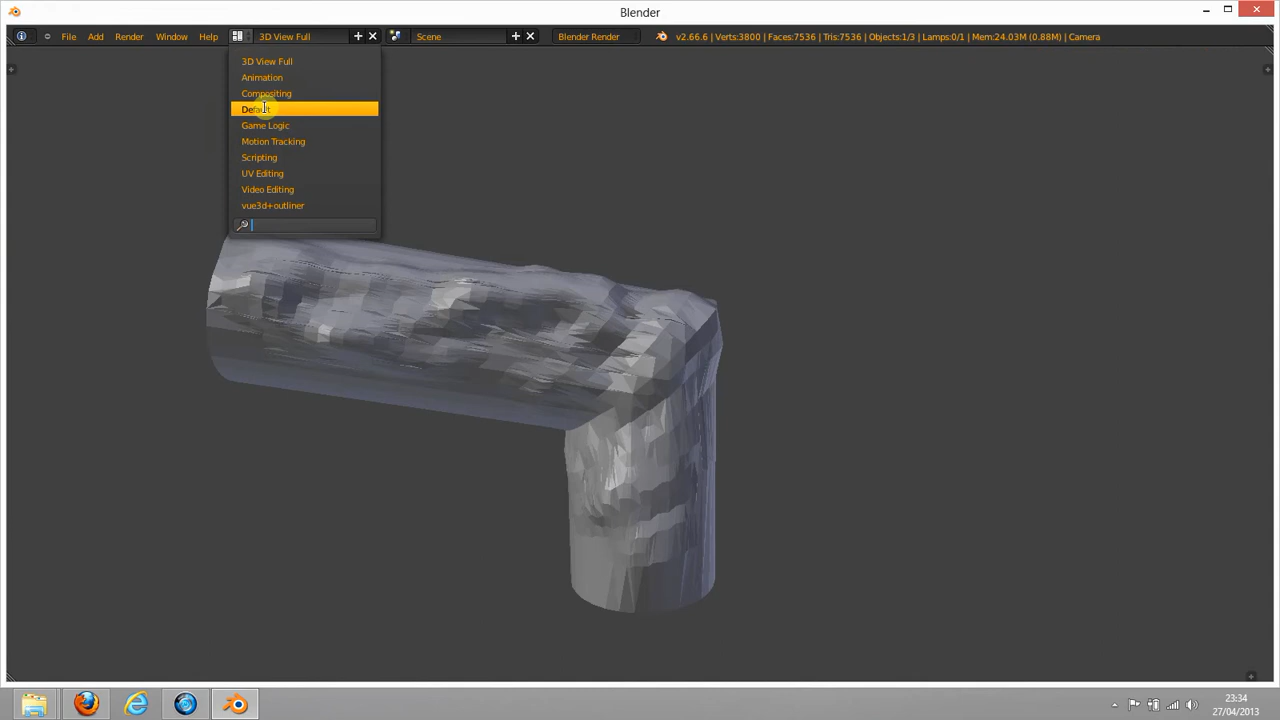 Blender
File Add Render Window Help 3D View Full Scene Blender Render v2.66.6 | Verts:3800 | Faces:7536 | Tris:7536 | Objects:1/3 | Lamps:0/1 | Mem:24.03M (0.88M) | Camera
3D View Full
Animation
Compositing
Default
Game Logic
Motion Tracking
Scripting
UV Editing
Video Editing
vue3d+outliner
23:34
27/04/2013